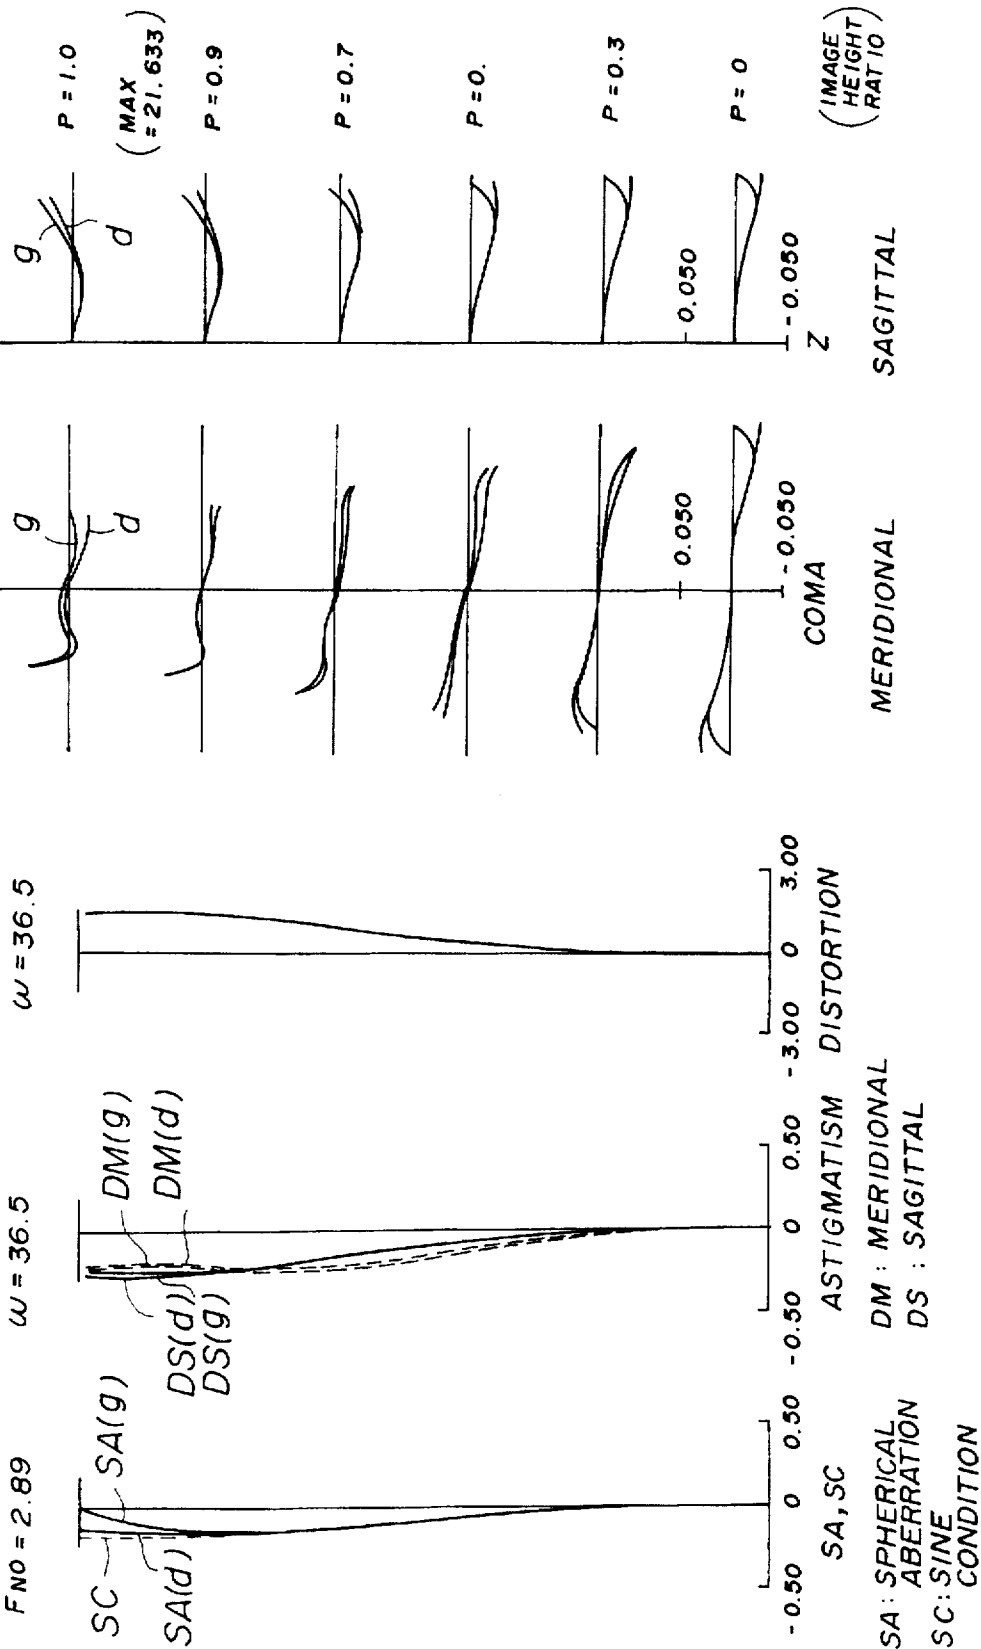 FNO = 2.89
SC
SA(g)
SA(d)
-0.50 0 0.50
SA, SC
SA : SPHERICAL
ABERRATION
SC : SINE
CONDITION
ω = 36.5
DM(g)
DM(d)
DS(d)
DS(g)
-0.50 0 0.50
ASTIGMATISM
DM : MERIDIONAL
DS : SAGITTAL
ω = 36.5
-3.00 0 3.00
DISTORTION
g
d
0.050
-0.050
COMA
MERIDIONAL
g
d
0.050
-0.050
Z
SAGITTAL
P = 1.0
(MAX
= 21.633)
P = 0.9
P = 0.7
P = 0.
P = 0.3
P = 0
(IMAGE
HEIGHT
RATIO)